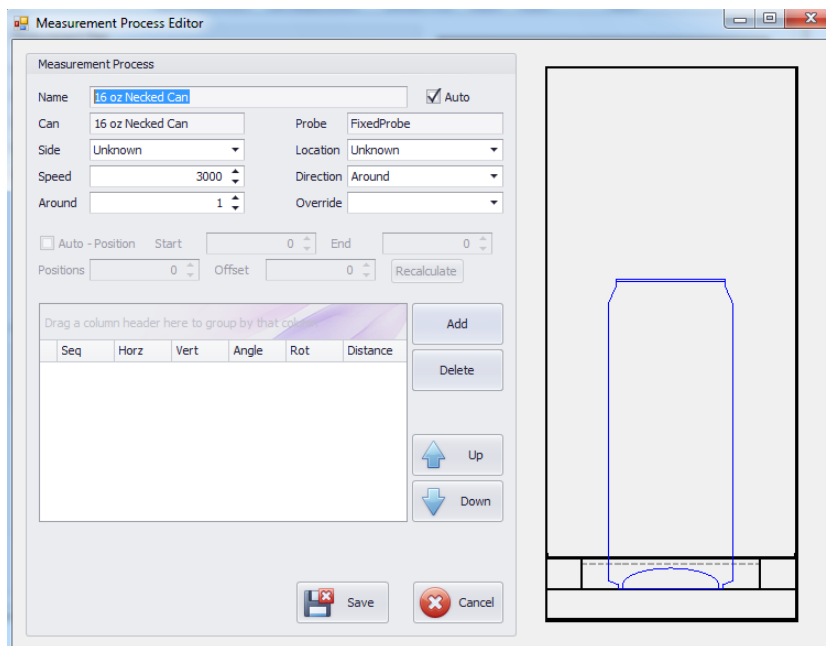 Measurement Process Editor
Measurement Process
Name 16 oz Necked Can Auto
Can 16 oz Necked Can Probe FixedProbe
Side Unknown Location Unknown
Speed 3000 Direction Around
Around 1 Override
Auto - Position Start 0 End 0
Positions 0 Offset 0 Recalculate
Drag a column header here to group by that column
Add
Seq Horz Vert Angle Rot Distance
Delete
Up
Down
Save Cancel